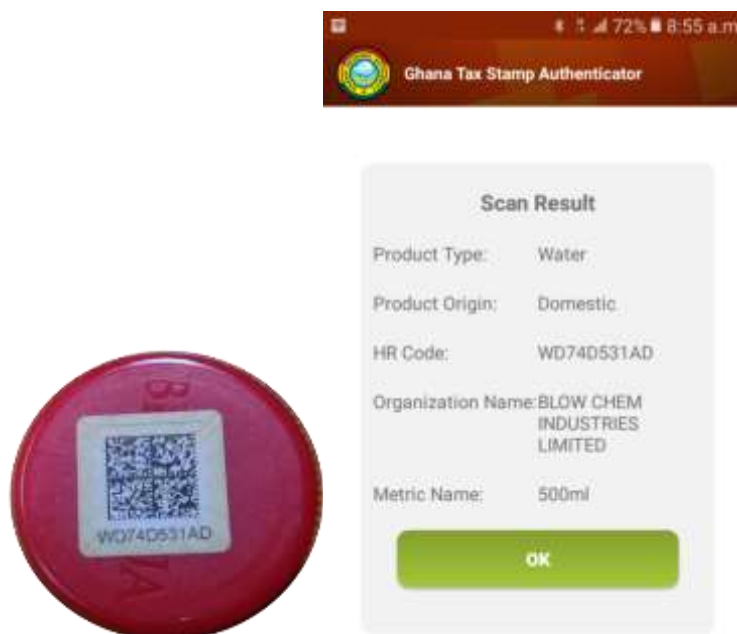 WD74D531AD
72% 8:55 a.m
Ghana Tax Stamp Authenticator
Scan Result
Product Type: Water
Product Origin: Domestic
HR Code: WD74D531AD
Organization Name: BLOW CHEM
INDUSTRIES
LIMITED
Metric Name: 500ml
OK